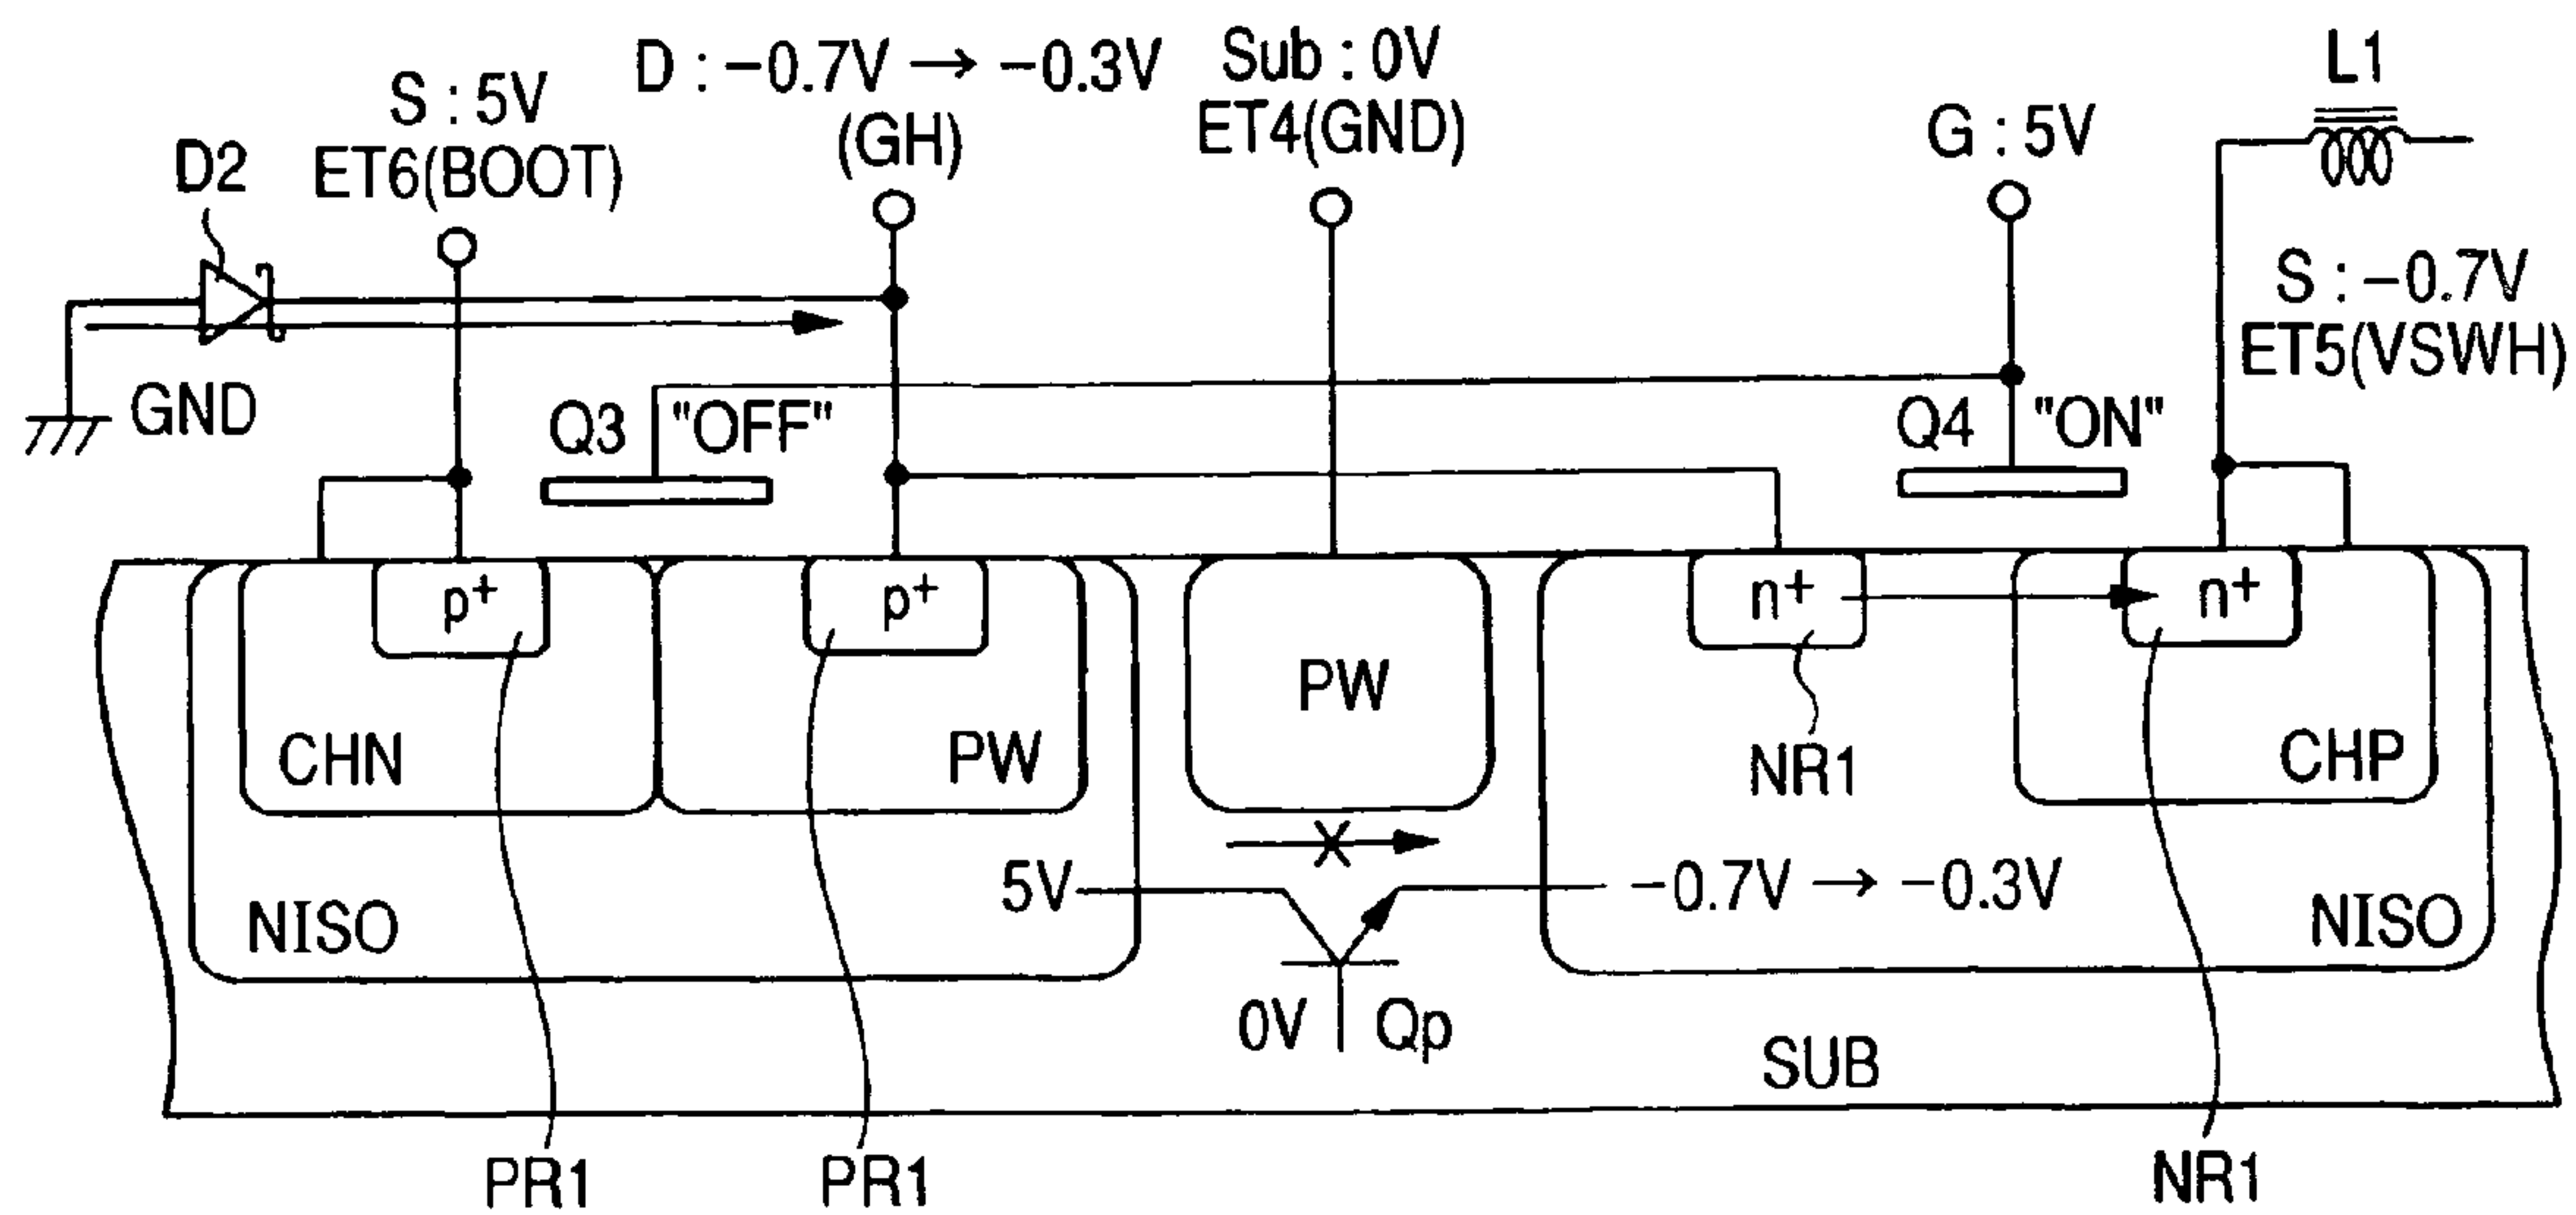 D : −0.7V → −0.3V
Sub : 0V
L1
S : 5V
(GH)
ET4(GND)
G : 5V
D2
ET6(BOOT)
S : −0.7V
ET5(VSWH)
GND
Q3
"OFF"
Q4
"ON"
p+
p+
n+
n+
PW
CHN
PW
NR1
CHP
5V
−0.7V → −0.3V
NISO
NISO
0V
Qp
SUB
PR1
PR1
NR1